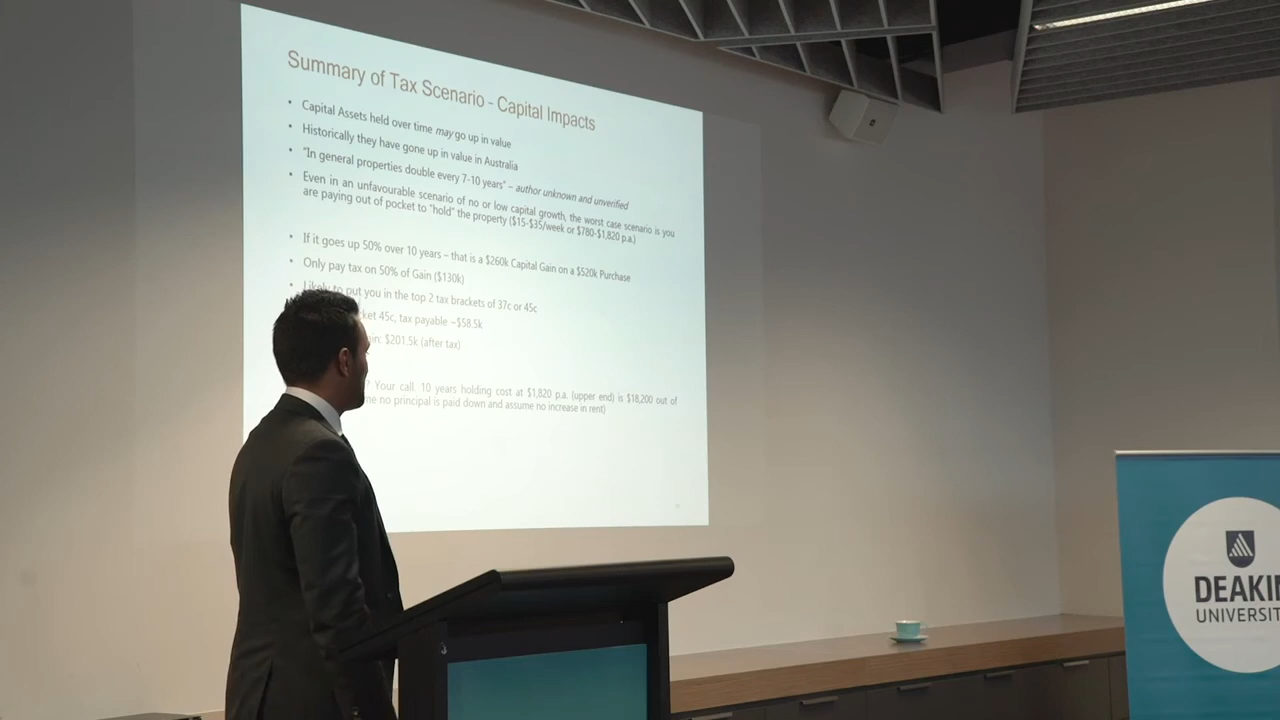 Summary of Tax Scenario - Capital Impacts
• Capital Assets held over time may go up in value
• Historically they have gone up in value in Australia
• "In general properties double every 7-10 years" – author unknown and unverified
• Even in an unfavourable scenario of no or low capital growth, the worst case scenario is you
are paying out of pocket to "hold" the property ($15-$35/week or $780-$1,820 p.a.)
• If it goes up 50% over 10 years – that is a $260k Capital Gain on a $520k Purchase
• Only pay tax on 50% of Gain ($130k)
• Likely to put you in the top 2 tax brackets of 37c or 45c
45c, tax payable ~$58.5k
$201.5k (after tax)
? Your call. 10 years holding cost at $1,820 p.a. (upper end) is $18,200 out of
no principal is paid down and assume no increase in rent)
DEAKIN
UNIVERSIT